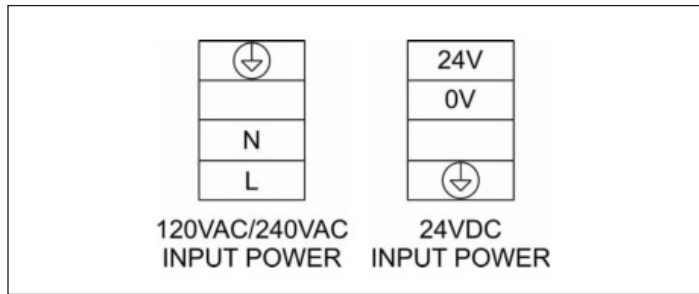 24V
0V
N
L
120VAC/240VAC
INPUT POWER
24VDC
INPUT POWER